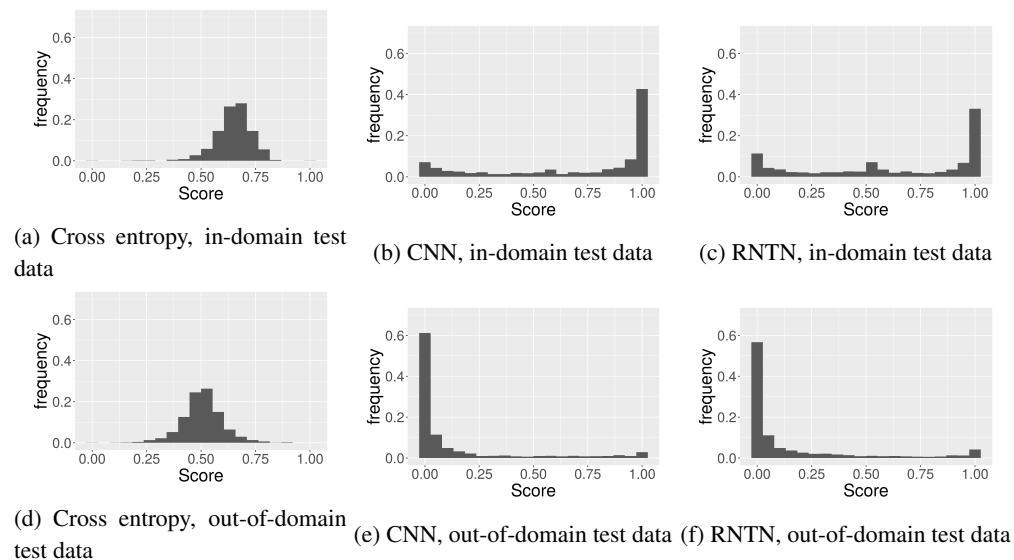 0.6
0.4
0.2
0.0
frequency
0.00 0.25 0.50 0.75 1.00
Score
(a) Cross entropy, in-domain test
data
0.6
0.4
0.2
0.0
frequency
0.00 0.25 0.50 0.75 1.00
Score
(b) CNN, in-domain test data
0.6
0.4
0.2
0.0
frequency
0.00 0.25 0.50 0.75 1.00
Score
(c) RNTN, in-domain test data
0.6
0.4
0.2
0.0
frequency
0.00 0.25 0.50 0.75 1.00
Score
(d) Cross entropy, out-of-domain
test data
0.6
0.4
0.2
0.0
frequency
0.00 0.25 0.50 0.75 1.00
Score
(e) CNN, out-of-domain test data
0.6
0.4
0.2
0.0
frequency
0.00 0.25 0.50 0.75 1.00
Score
(f) RNTN, out-of-domain test data